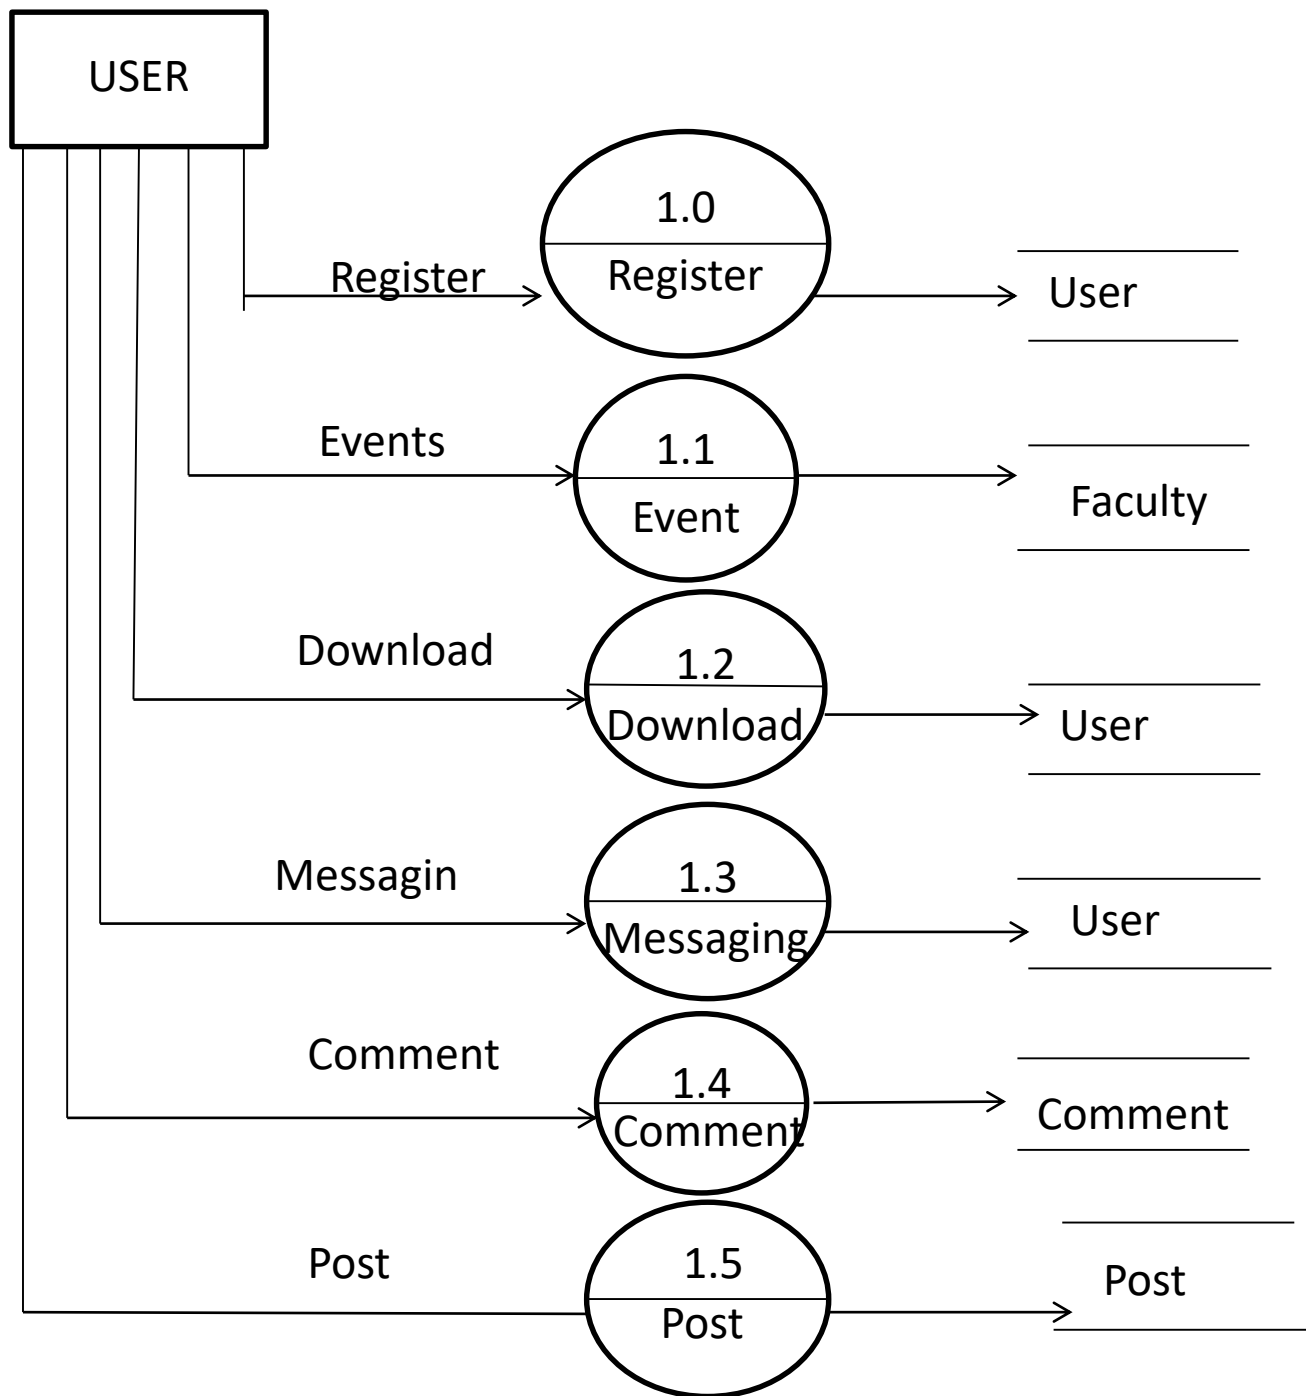 USER
1.0
Register
Register
User
Events
1.1
Event
Faculty
Download
1.2
Download
User
Messagin
1.3
Messaging
User
Comment
1.4
Comment
Comment
Post
1.5
Post
Post